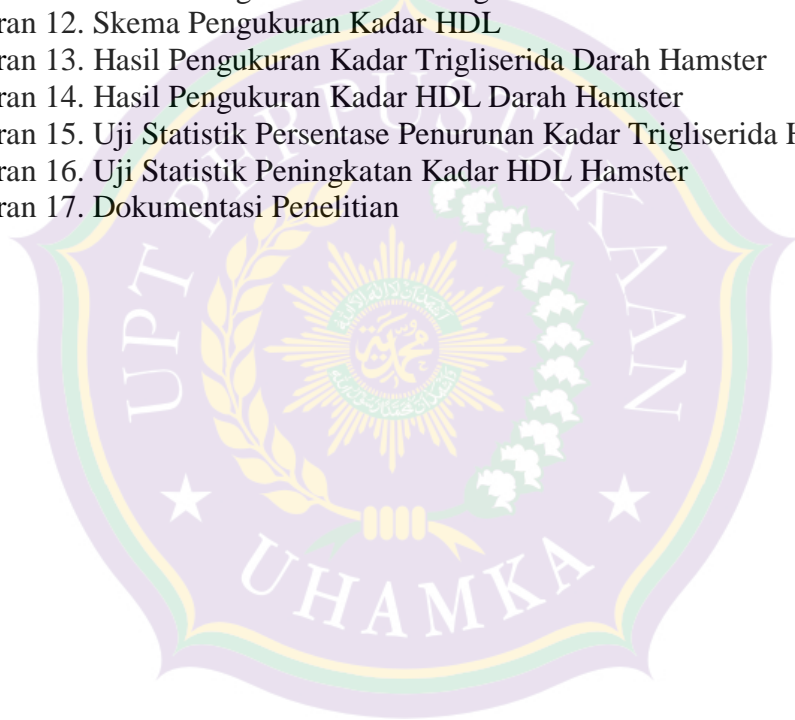 ran 12. Skema Pengukuran Kadar HDL
ran 13. Hasil Pengukuran Kadar Trigliserida Darah Hamster
ran 14. Hasil Pengukuran Kadar HDL Darah Hamster
ran 15. Uji Statistik Persentase Penurunan Kadar Trigliserida H
ran 16. Uji Statistik Peningkatan Kadar HDL Hamster
ran 17. Dokumentasi Penelitian
UPT PERPUSTAKAAN
محمدية
UHAMKA